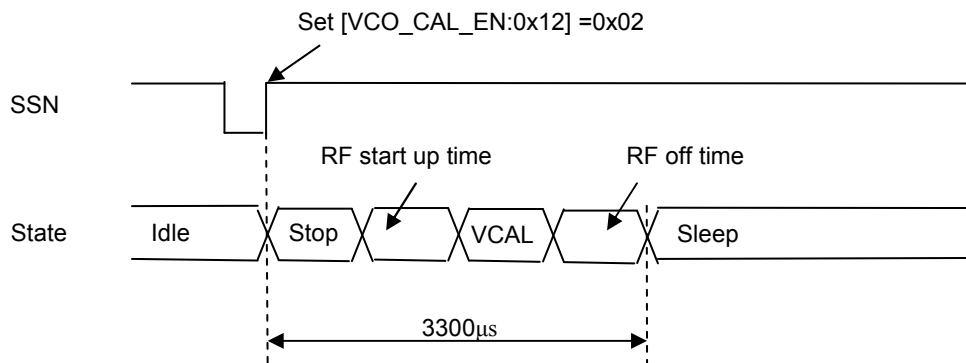 Set [VCO_CAL_EN:0x12] =0x02
SSN
RF start up time
RF off time
State
Idle
Stop
VCAL
Sleep
3300μs